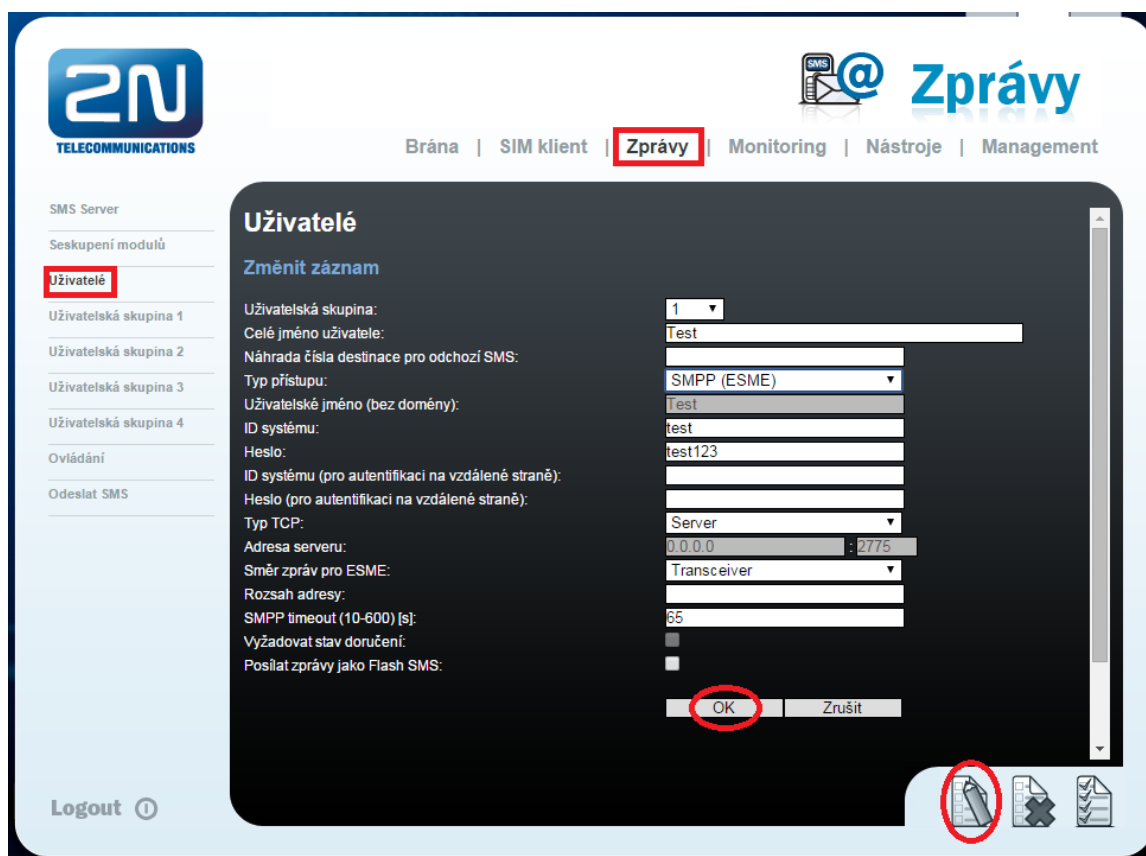 2N
TELECOMMUNICATIONS
SMS @ Zprávy
Brána | SIM klient | Zprávy | Monitoring | Nástroje | Management
SMS Server
Seskupení modulů
Uživatelé
Uživatelská skupina 1
Uživatelská skupina 2
Uživatelská skupina 3
Uživatelská skupina 4
Ovládání
Odeslat SMS
Uživatelé
Změnit záznam
Uživatelská skupina: 1
Celé jméno uživatele: Test
Náhrada čísla destinace pro odchozí SMS:
Typ přístupu: SMPP (ESME)
Uživatelské jméno (bez domény): Test
ID systému: test
Heslo: test123
ID systému (pro autentifikaci na vzdálené straně):
Heslo (pro autentifikaci na vzdálené straně):
Typ TCP: Server
Adresa serveru: 0.0.0.0 : 2775
Směr zpráv pro ESME: Transceiver
Rozsah adresy:
SMPP timeout (10-600) [s]: 65
Vyžadovat stav doručení:
Posílat zprávy jako Flash SMS:
OK Zrušit
Logout